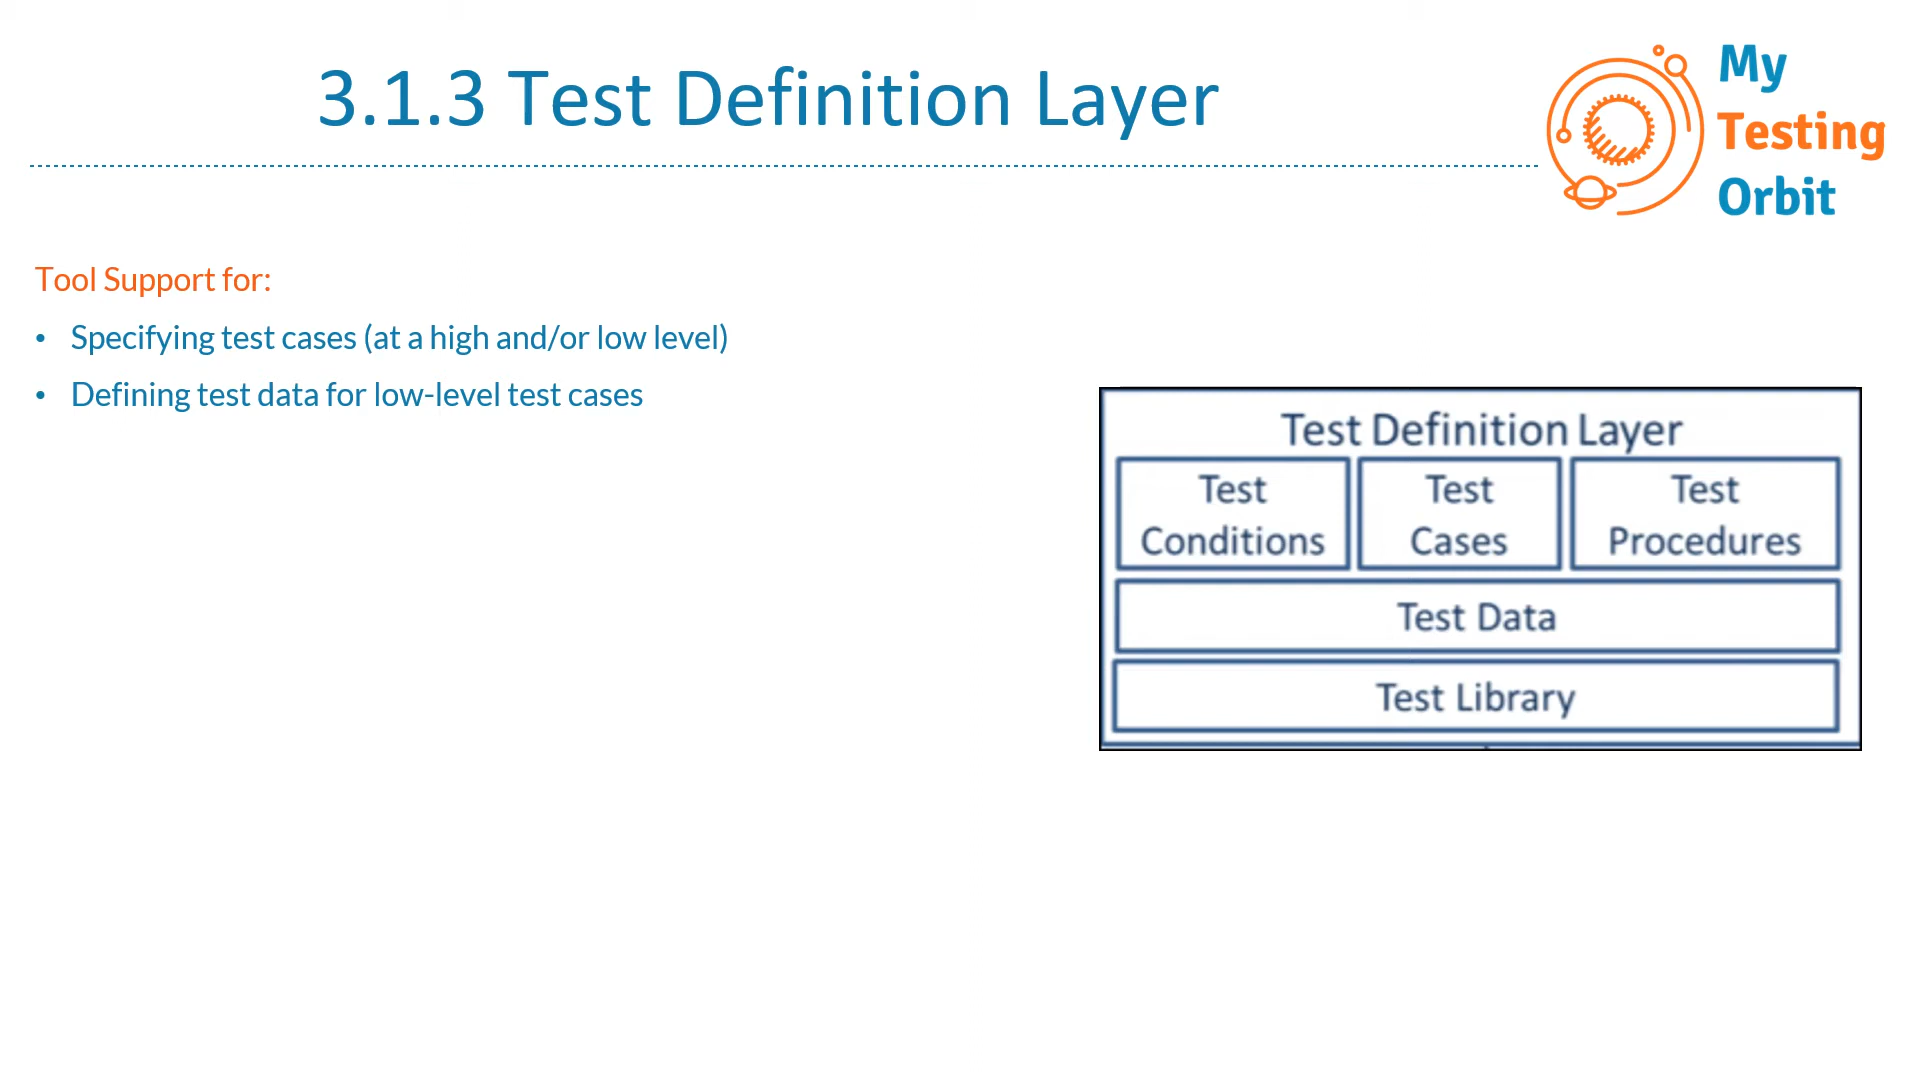 3.1.3 Test Definition Layer
My
Testing
Orbit
Tool Support for:
• Specifying test cases (at a high and/or low level)
• Defining test data for low-level test cases
Test Definition Layer
Test Conditions
Test Cases
Test Procedures
Test Data
Test Library